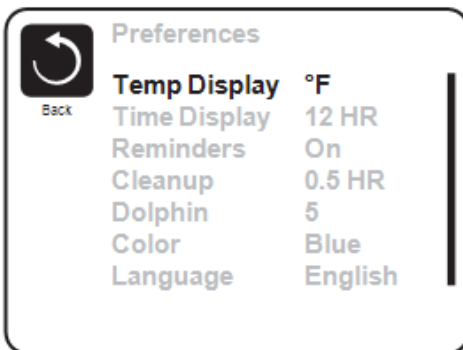 Preferences
Back
Temp Display °F
Time Display 12 HR
Reminders On
Cleanup 0.5 HR
Dolphin 5
Color Blue
Language English